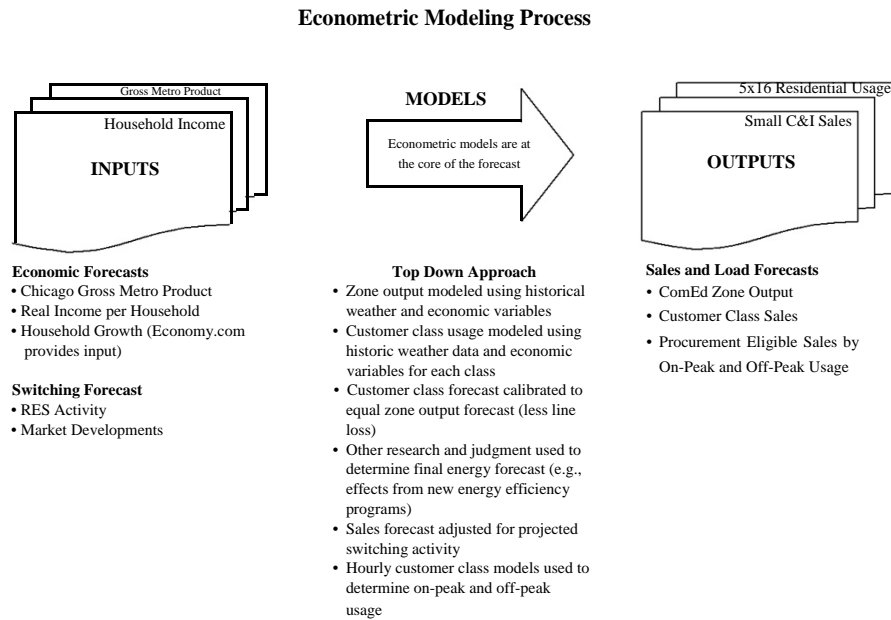 Econometric Modeling Process
Gross Metro Product
Household Income
INPUTS
Economic Forecasts
• Chicago Gross Metro Product
• Real Income per Household
• Household Growth (Economy.com
provides input)
Switching Forecast
• RES Activity
• Market Developments
MODELS
Econometric models are at
the core of the forecast
Top Down Approach
• Zone output modeled using historical
weather and economic variables
• Customer class usage modeled using
historic weather data and economic
variables for each class
• Customer class forecast calibrated to
equal zone output forecast (less line
loss)
• Other research and judgment used to
determine final energy forecast (e.g.,
effects from new energy efficiency
programs)
• Sales forecast adjusted for projected
switching activity
• Hourly customer class models used to
determine on-peak and off-peak
usage
5x16 Residential Usage
Small C&I Sales
OUTPUTS
Sales and Load Forecasts
• ComEd Zone Output
• Customer Class Sales
• Procurement Eligible Sales by
On-Peak and Off-Peak Usage